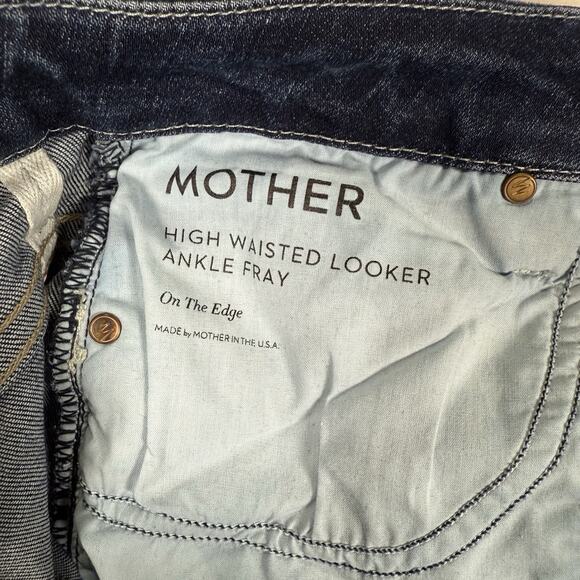 MOTHER
HIGH WAISTED LOOKER
ANKLE FRAY
On The Edge
MADE by MOTHER IN THE U.S.A.